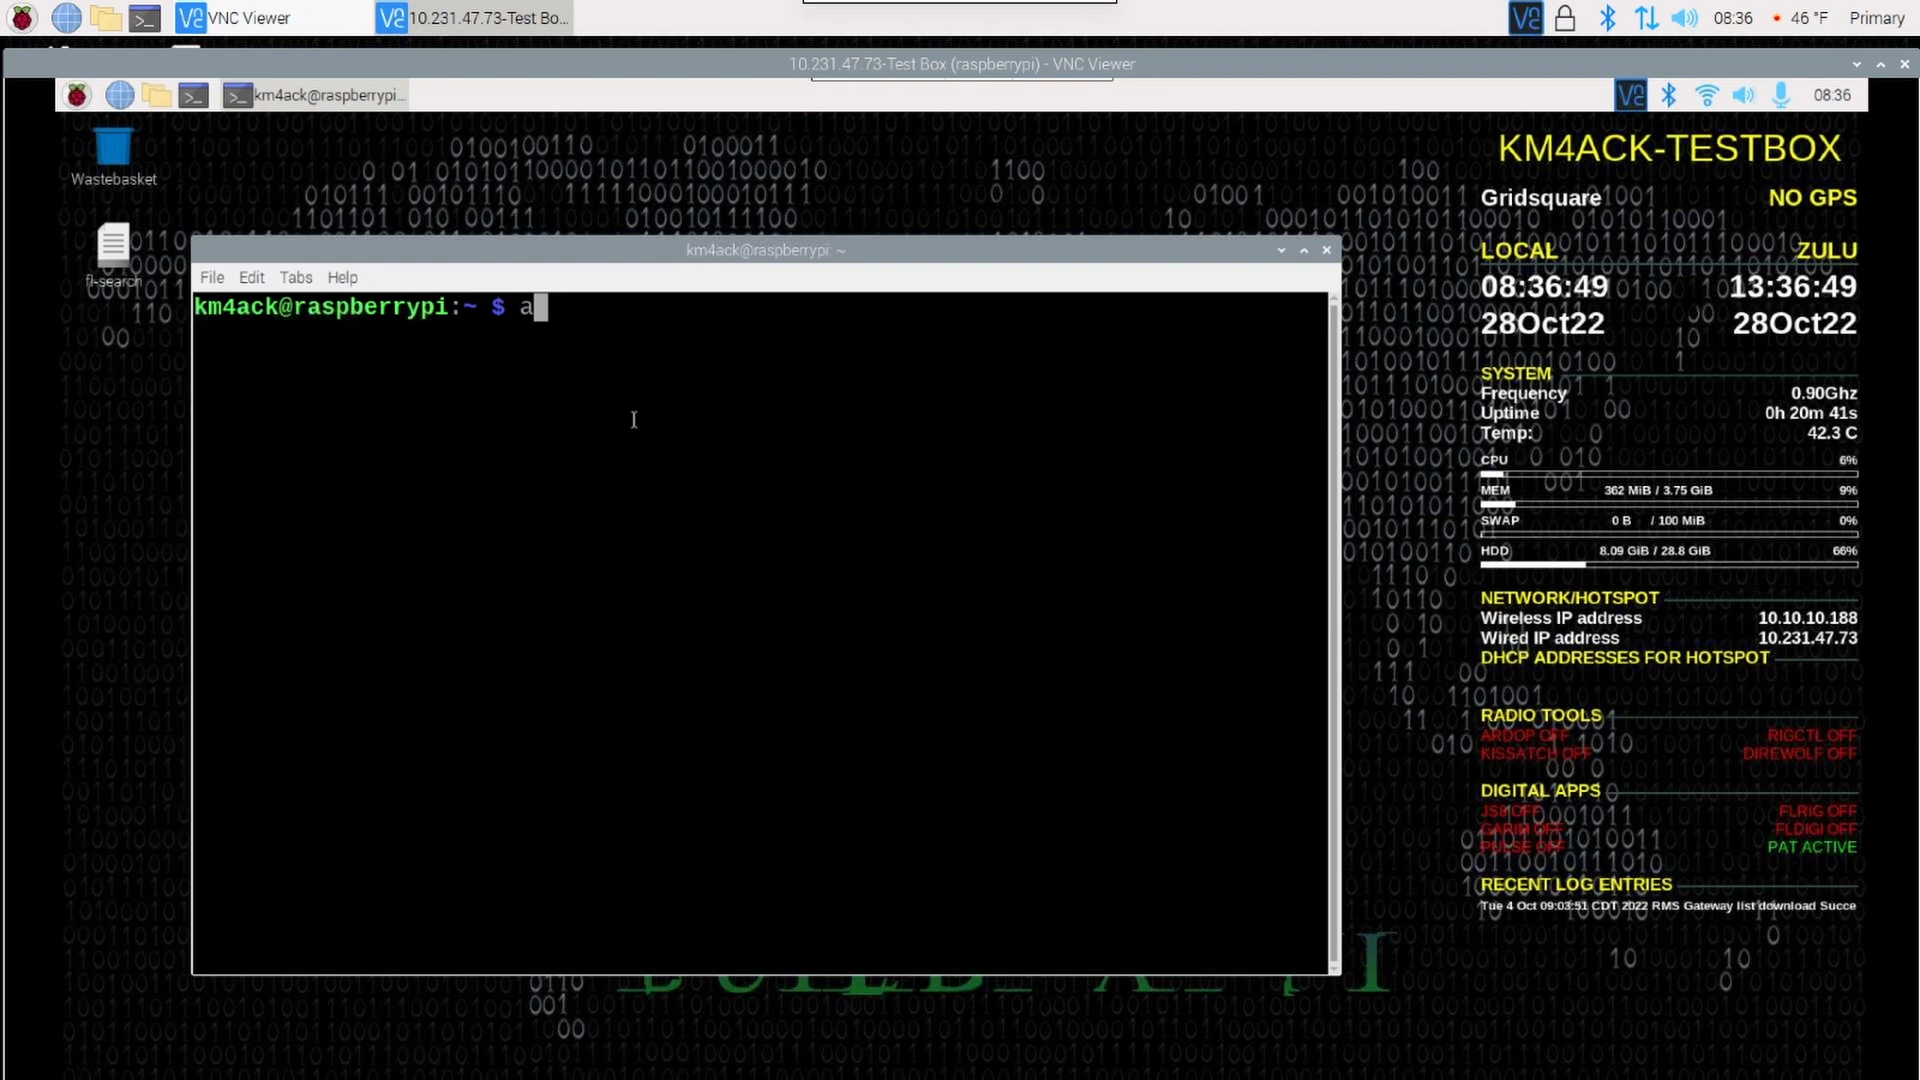 VNC Viewer
10.231.47.73-Test Bo...
08:36
46 °F
Primary
10.231.47.73-Test Box (raspberrypi) - VNC Viewer
km4ack@raspberrypi...
08:36
Wastebasket
fl-search
km4ack@raspberrypi: ~
File Edit Tabs Help
km4ack@raspberrypi:~ $ a
KM4ACK-TESTBOX
Gridsquare NO GPS
LOCAL ZULU
08:36:49 13:36:49
28Oct22 28Oct22
SYSTEM
Frequency 0.90Ghz
Uptime 0h 20m 41s
Temp: 42.3 C
CPU 6%
MEM 362 MiB / 3.75 GiB 9%
SWAP 0 B / 100 MiB 0%
HDD 8.09 GiB / 28.8 GiB 66%
NETWORK/HOTSPOT
Wireless IP address 10.10.10.188
Wired IP address 10.231.47.73
DHCP ADDRESSES FOR HOTSPOT
RADIO TOOLS
ARDOP OFF RIGCTL OFF
KISSATCH OFF DIREWOLF OFF
DIGITAL APPS
JS8 OFF FLRIG OFF
GARIM OFF FLDIGI OFF
PULSE OFF PAT ACTIVE
RECENT LOG ENTRIES
Tue 4 Oct 09:03:51 CDT 2022 RMS Gateway list download Succe